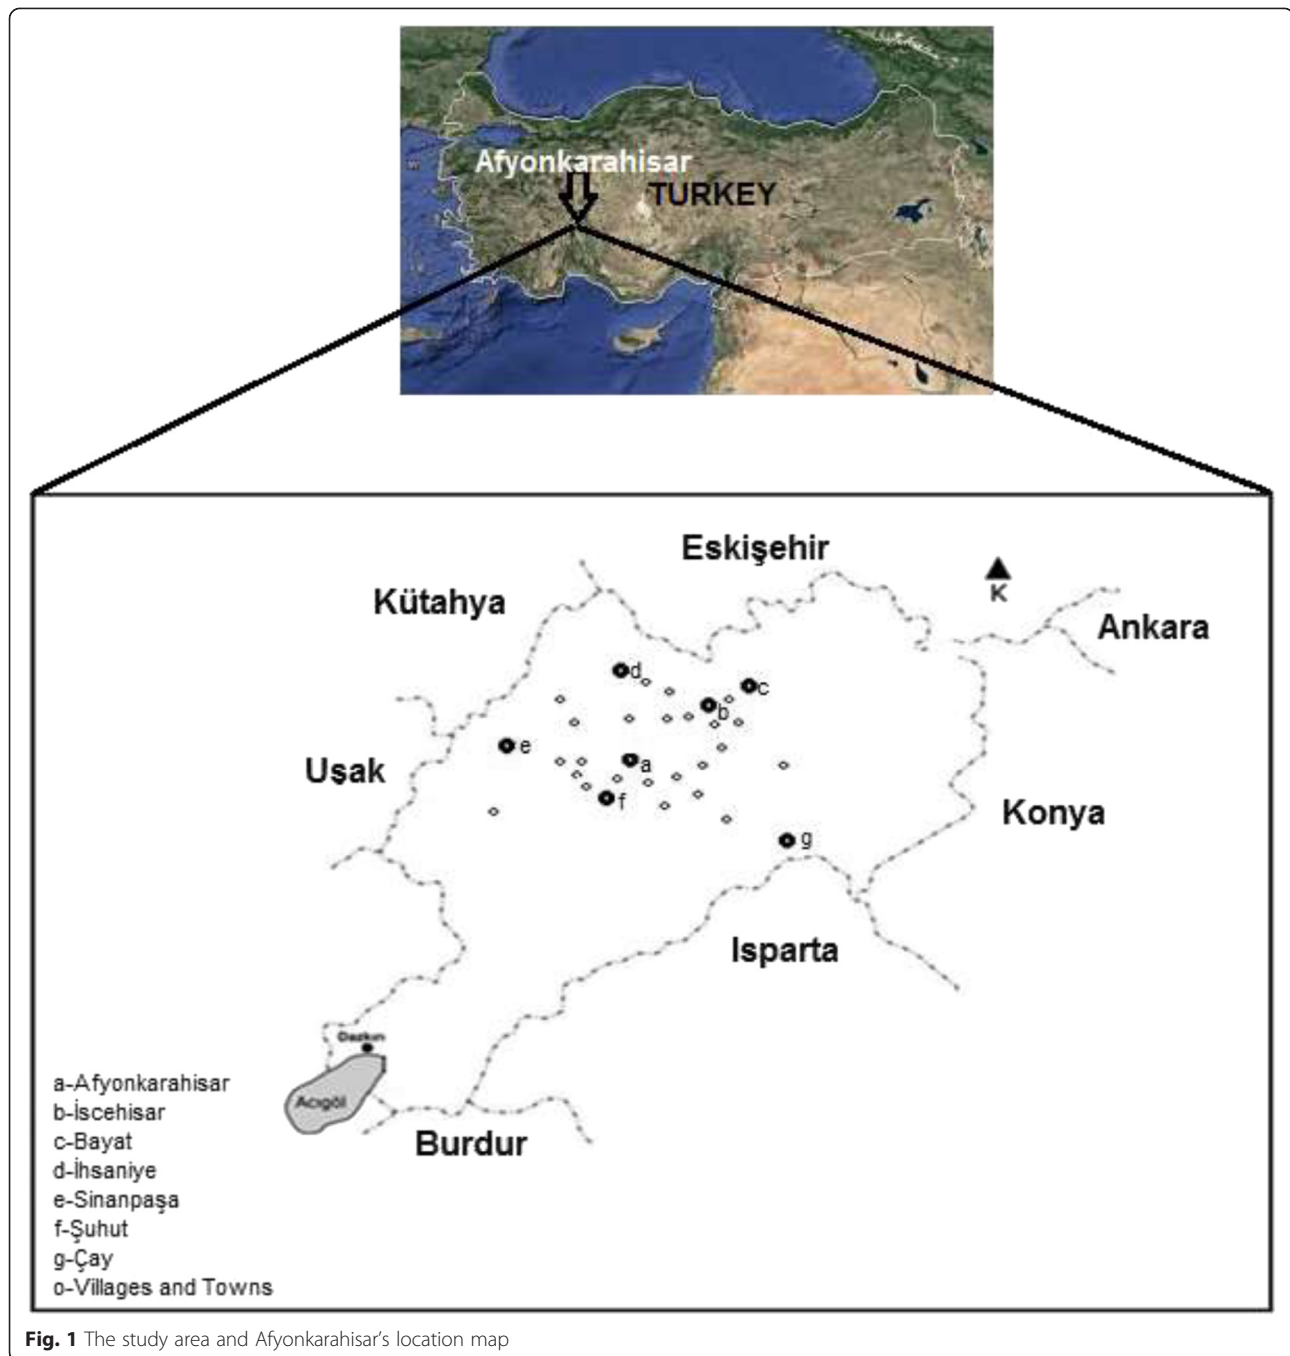 Afyonkarahisar
TURKEY
Eskişehir
Kütahya
K
Ankara
d
c
b
e
a
Uşak
f
Konya
g
Isparta
Dazkırı
Acıgöl
Burdur
a-Afyonkarahisar
b-İscehisar
c-Bayat
d-İhsaniye
e-Sinanpaşa
f-Şuhut
g-Çay
o-Villages and Towns
Fig. 1 The study area and Afyonkarahisar's location map